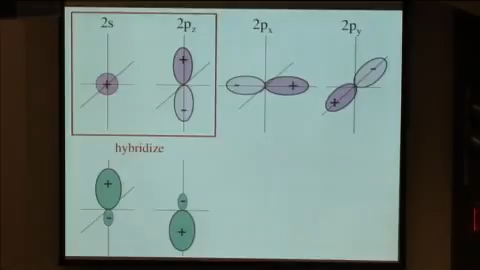 2s 2pz 2px 2py
+ + - + - +
-
hybridize
+ -
- +